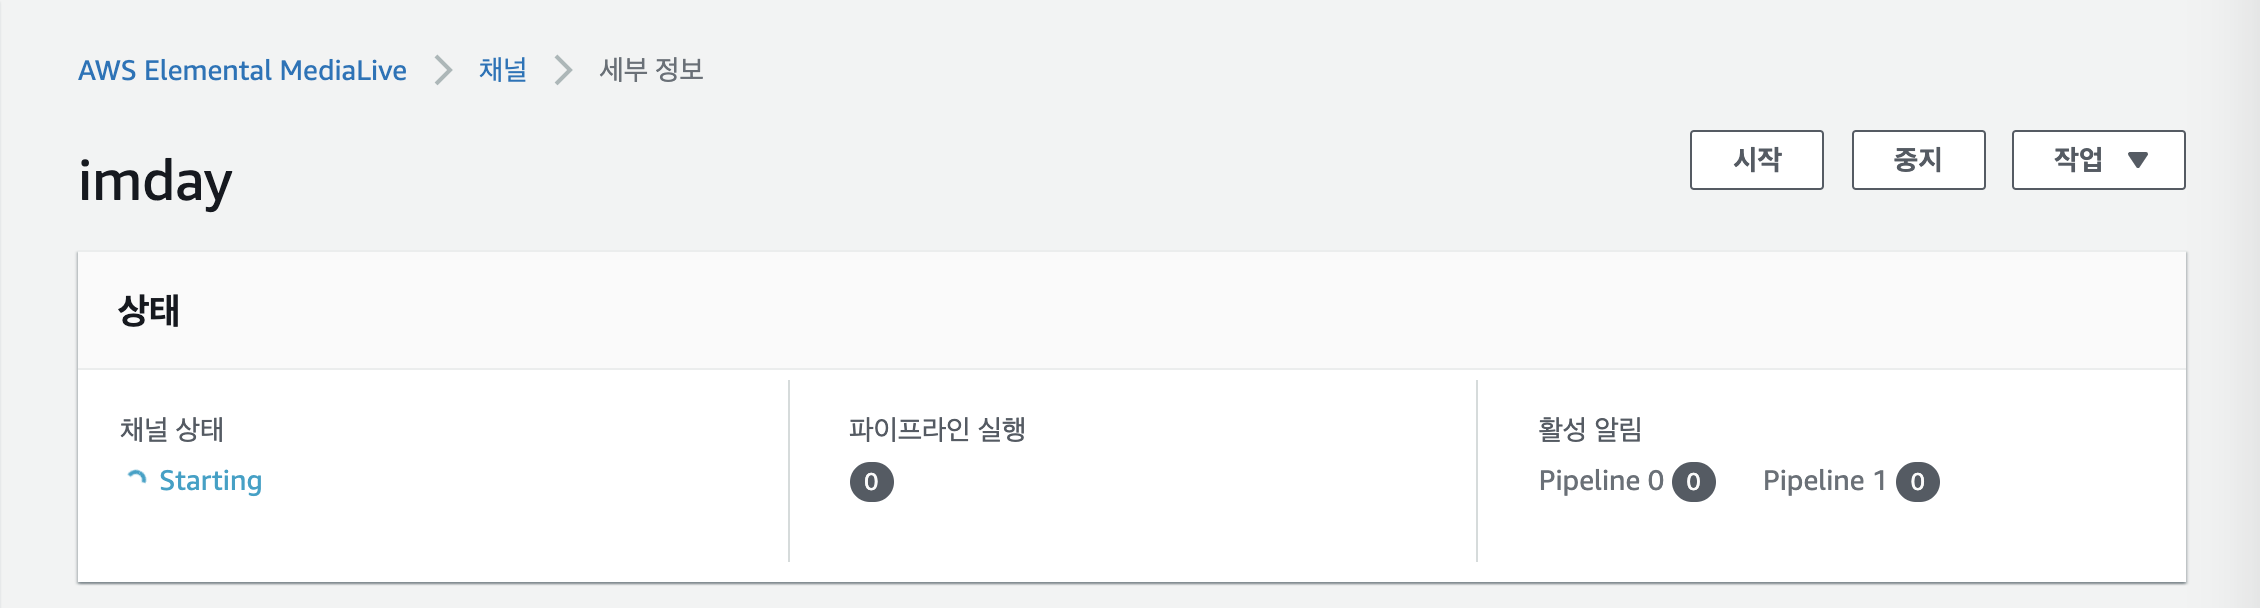 AWS Elemental MediaLive > 채널 > 세부 정보
imday
시작 중지 작업 ▼
상태
채널 상태
Starting
파이프라인 실행
0
활성 알림
Pipeline 0 0 Pipeline 1 0